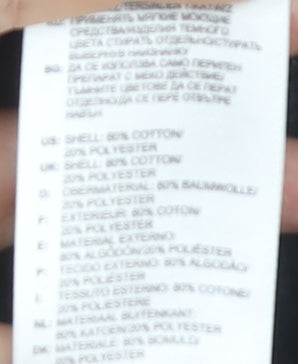 RU: ПРИМЕНЯТЬ МЯГКИЕ МОЮЩИЕ
СРЕДСТВА/ИЗДЕЛИЯ ТЕМНОГО
ЦВЕТА СТИРАТЬ ОТДЕЛЬНО/СТИРАТЬ
ВЫВЕРНУВ НАИЗНАНКУ
BG: ДА СЕ ИЗПОЛЗВА САМО ПЕРИЛЕН
ПРЕПАРАТ С МЕКО ДЕЙСТВИЕ/
ТЪМНИТЕ ЦВЕТОВЕ ДА СЕ ПЕРАТ
ОТДЕЛНО/ДА СЕ ПЕРЕ ОТВЪТРЕ
НАВЪН
US: SHELL: 80% COTTON/
20% POLYESTER
UK: SHELL: 80% COTTON/
20% POLYESTER
D: OBERMATERIAL: 80% BAUMWOLLE/
20% POLYESTER
F: EXTERIEUR: 80% COTON/
20% POLYESTER
E: MATERIAL EXTERNO:
80% ALGODÓN/20% POLIÉSTER
P: TECIDO EXTERNO: 80% ALGODÃO/
20% POLIÉSTER
I: TESSUTO ESTERNO: 80% COTONE/
20% POLIESTERE
NL: MATERIAAL BUITENKANT:
80% KATOEN/20% POLYESTER
DK: MATERIALE: 80% BOMULD/
20% POLYESTER